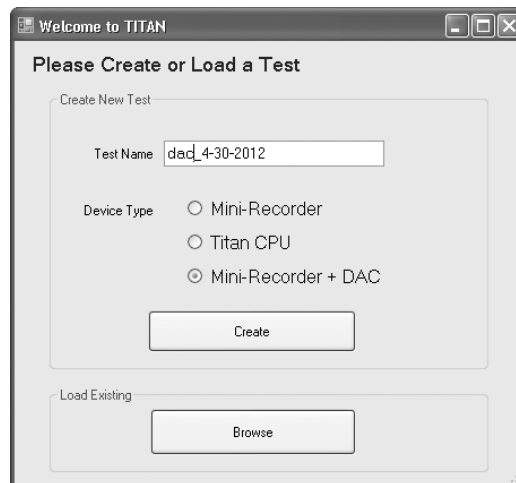 Welcome to TITAN
Please Create or Load a Test
Create New Test
Test Name dac_4-30-2012
Device Type
Mini-Recorder
Titan CPU
Mini-Recorder + DAC
Create
Load Existing
Browse